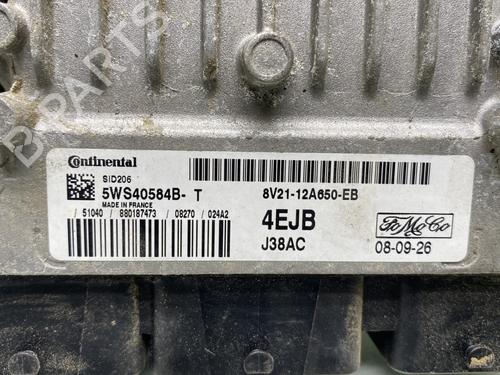 B PARTS
Continental
SID206
5WS40584B- T
MADE IN FRANCE
/ 51040 / 880187473 / 08270 / 024A2
8V21-12A650-EB
4EJB
J38AC
FoMoCo
08-09-26